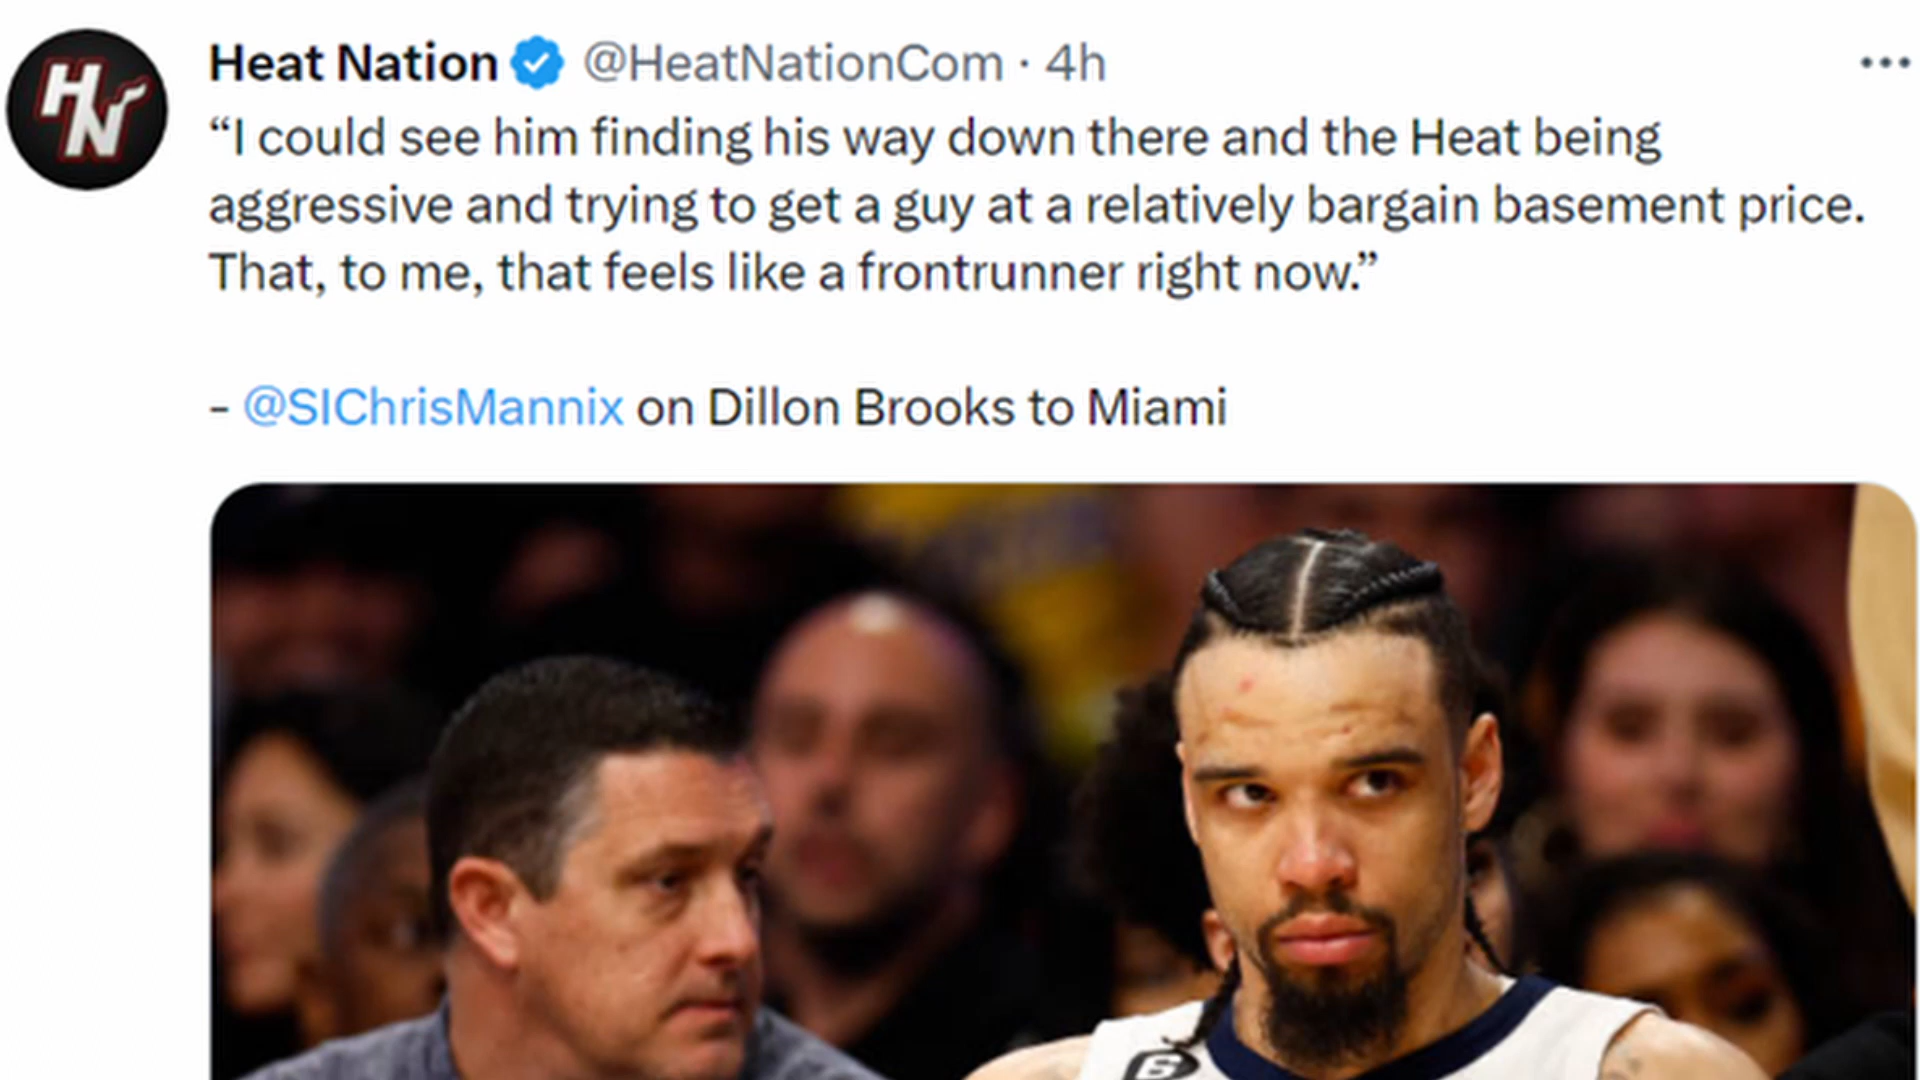 HN
Heat Nation @HeatNationCom · 4h
“I could see him finding his way down there and the Heat being
aggressive and trying to get a guy at a relatively bargain basement price.
That, to me, that feels like a frontrunner right now.”
- @SIChrisMannix on Dillon Brooks to Miami
6